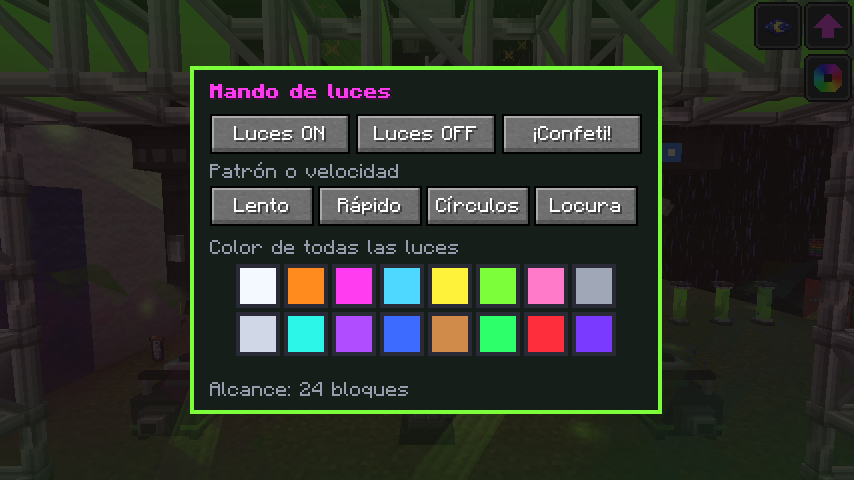 Mando de luces
Luces ON Luces OFF ¡Confeti!
Patrón o velocidad
Lento Rápido Círculos Locura
Color de todas las luces
Alcance: 24 bloques